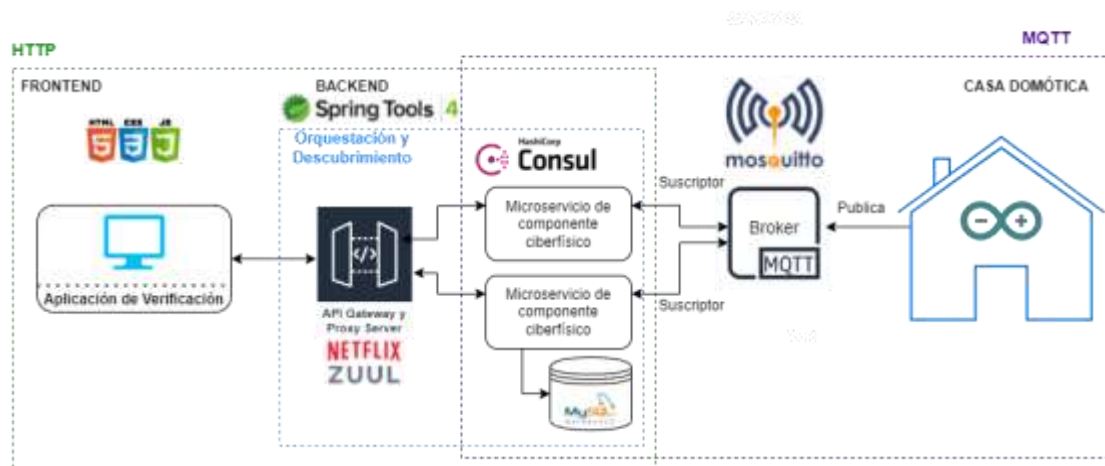 HTTP
MQTT
FRONTEND
BACKEND
CASA DOMÓTICA
HTML CSS JS
Spring Tools 4
Orquestación y
Descubrimiento
HashiCorp
Consul
mosquitto
Suscriptor
Microservicio de
componente
ciberfísico
Publica
Broker
MQTT
Aplicación de Verificación
Microservicio de
componente
ciberfísico
Suscriptor
API Gateway y
Proxy Server
NETFLIX
ZUUL
MySQL